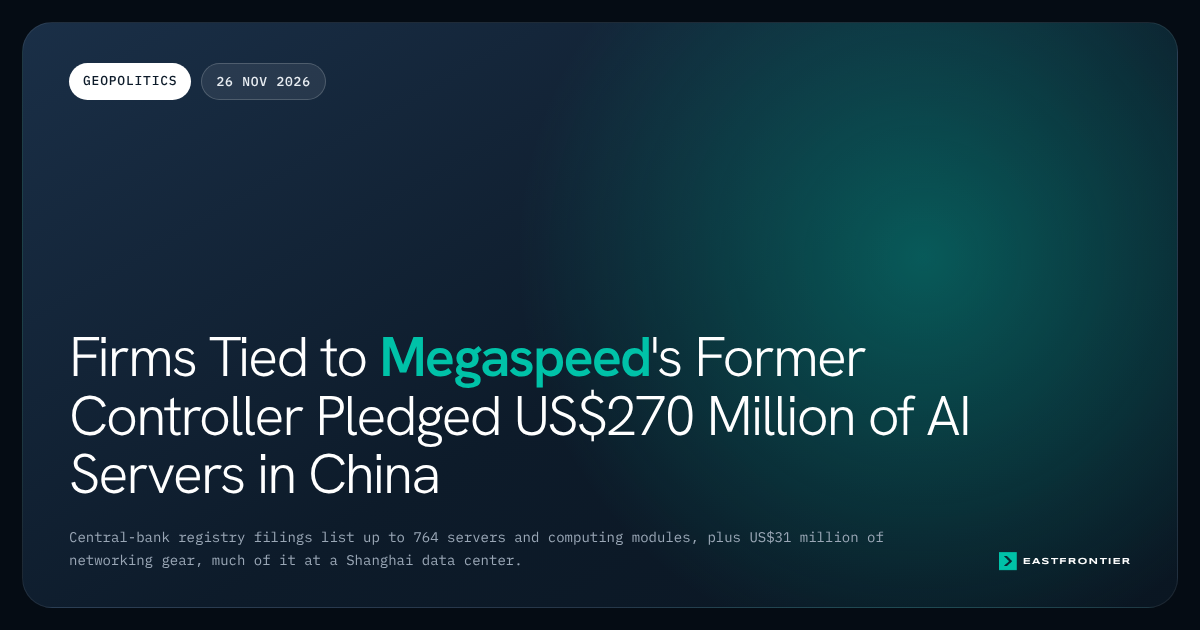 GEOPOLITICS
26 NOV 2026
Firms Tied to Megaspeed's Former
Controller Pledged US$270 Million of AI
Servers in China
Central-bank registry filings list up to 764 servers and computing modules, plus US$31 million of
networking gear, much of it at a Shanghai data center.
EASTFRONTIER